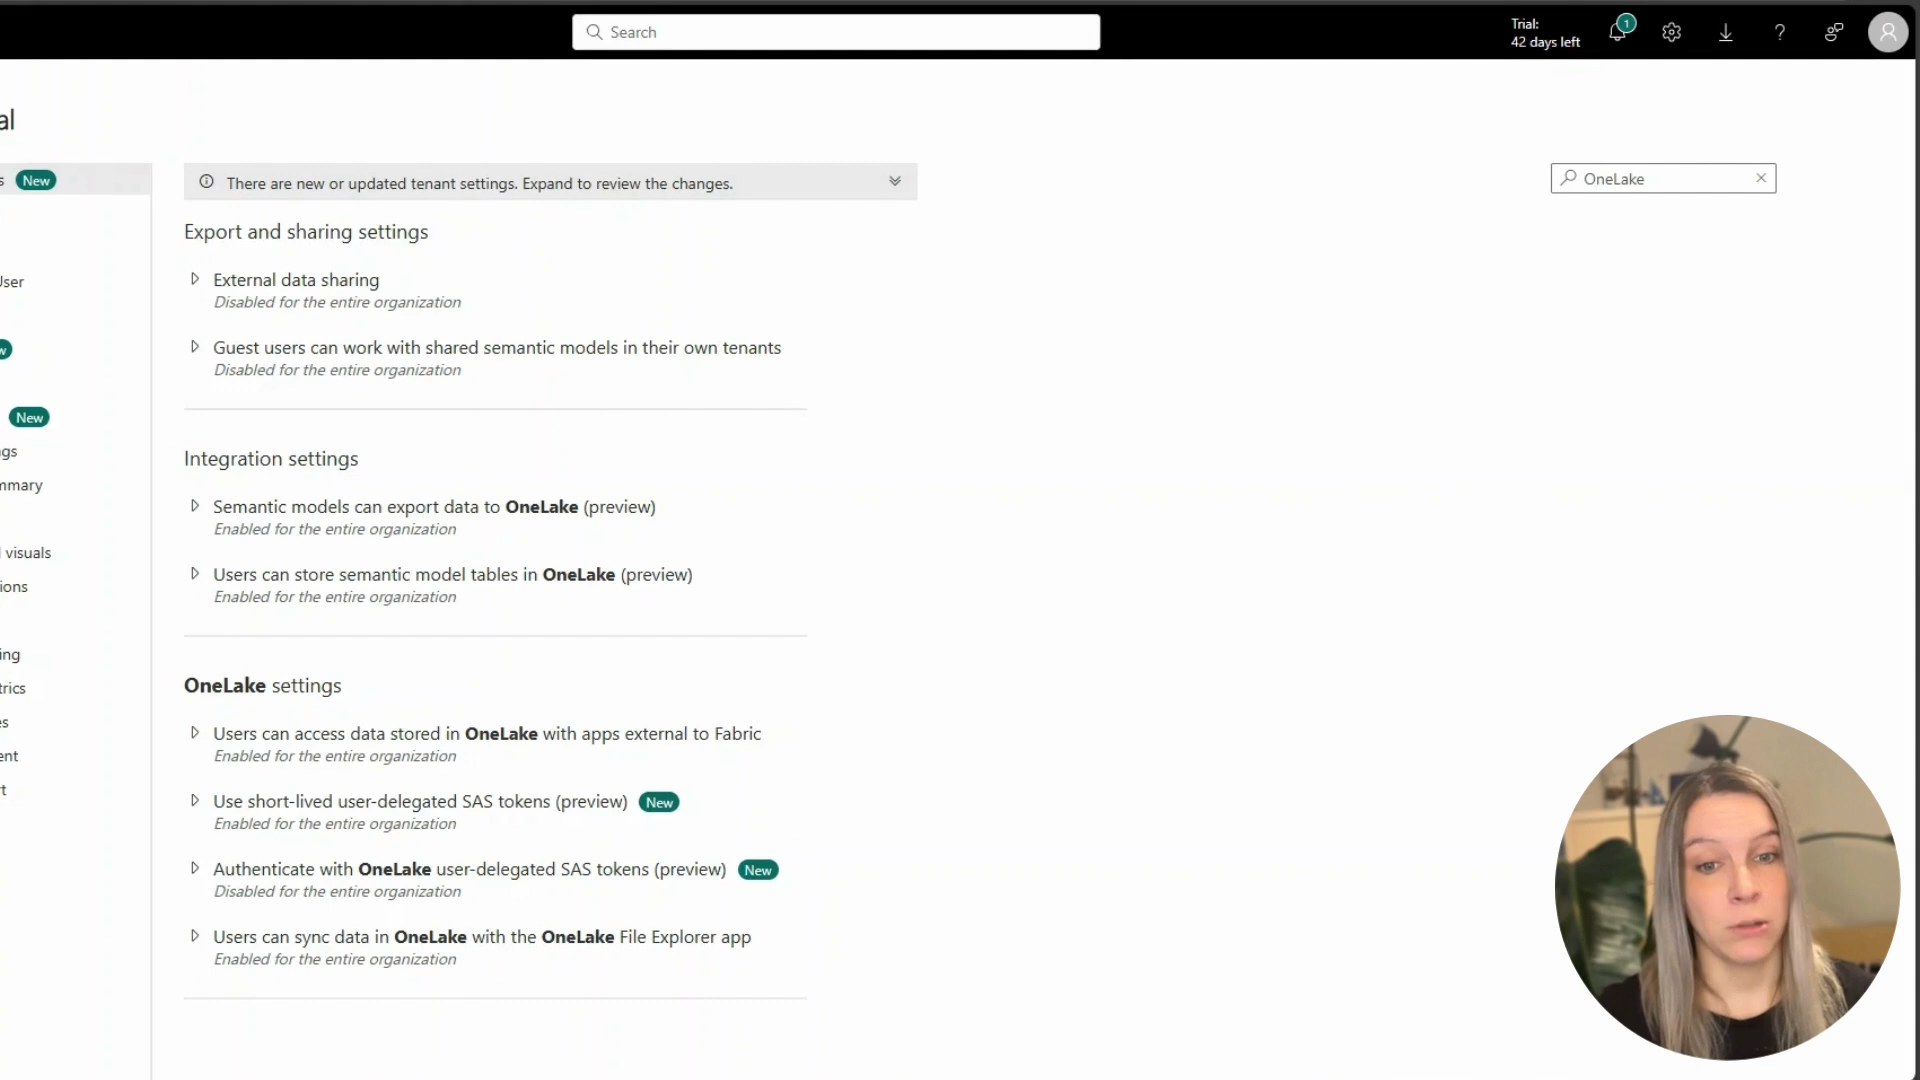 Search
Trial:
42 days left
1
al
s New
There are new or updated tenant settings. Expand to review the changes.
OneLake
Export and sharing settings
External data sharing
Disabled for the entire organization
Guest users can work with shared semantic models in their own tenants
Disabled for the entire organization
Integration settings
Semantic models can export data to OneLake (preview)
Enabled for the entire organization
Users can store semantic model tables in OneLake (preview)
Enabled for the entire organization
OneLake settings
Users can access data stored in OneLake with apps external to Fabric
Enabled for the entire organization
Use short-lived user-delegated SAS tokens (preview) New
Enabled for the entire organization
Authenticate with OneLake user-delegated SAS tokens (preview) New
Disabled for the entire organization
Users can sync data in OneLake with the OneLake File Explorer app
Enabled for the entire organization
User
w
New
gs
mmary
visuals
ions
ing
trics
es
ent
rt